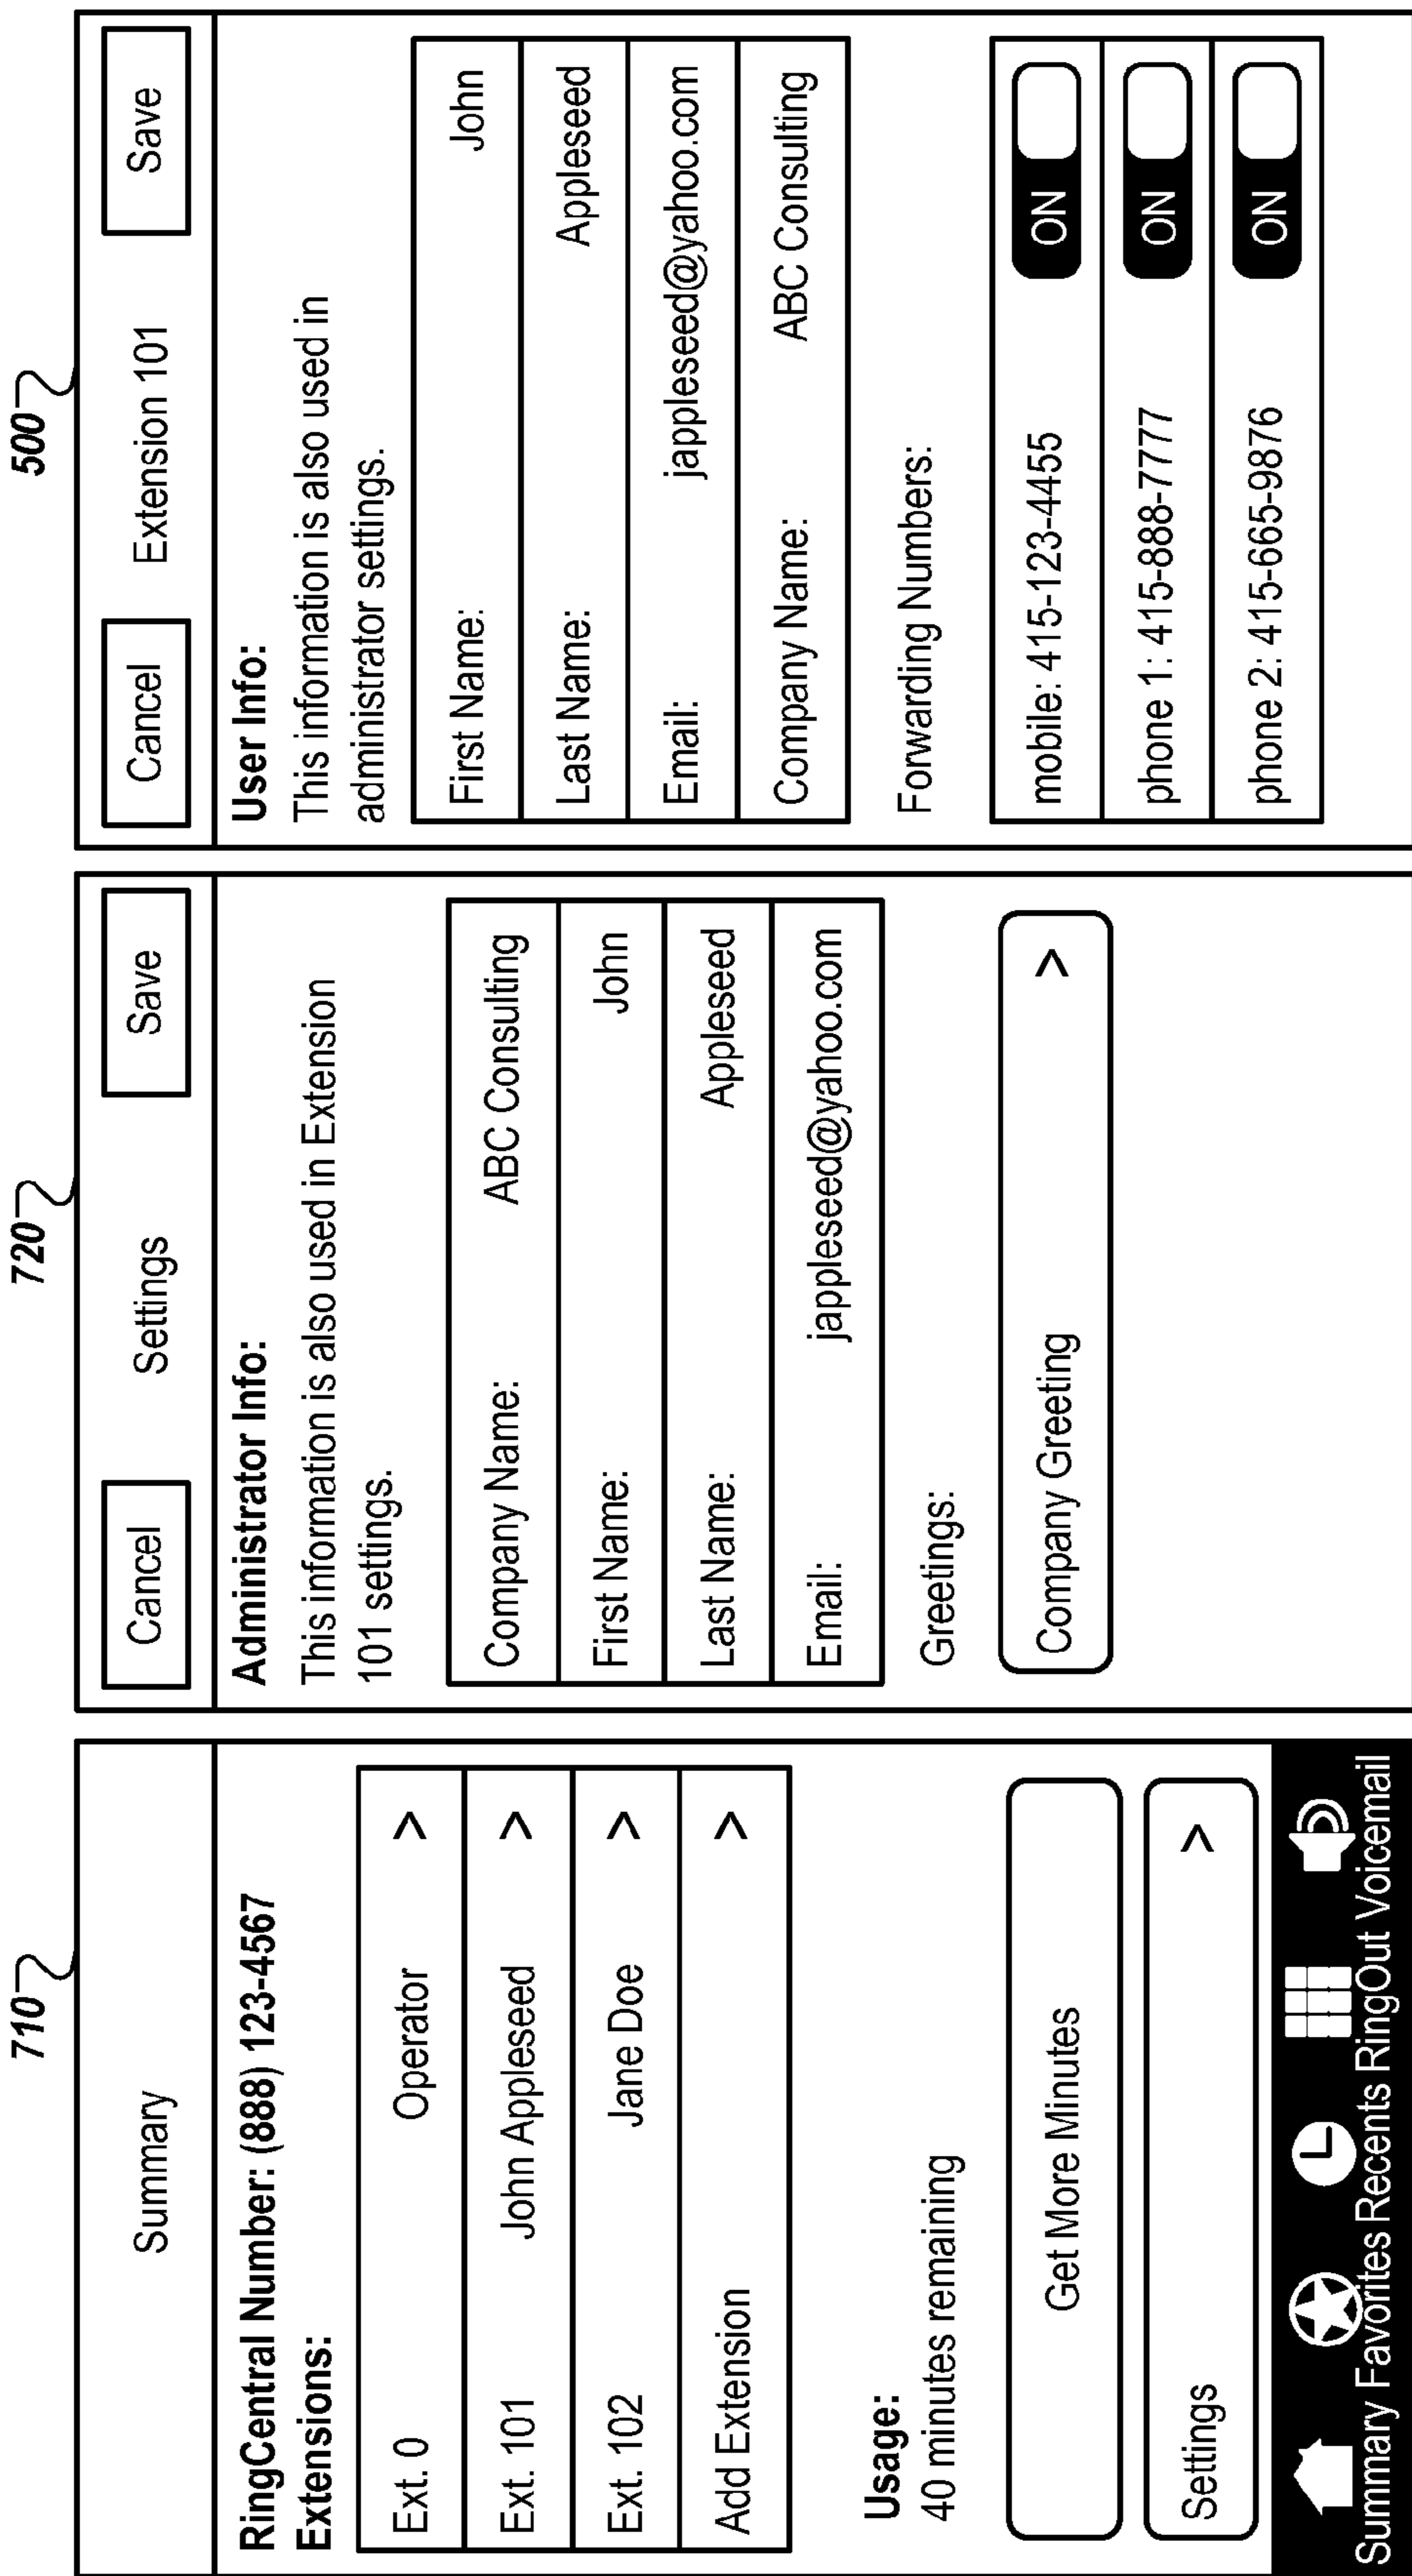 710
Summary
RingCentral Number: (888) 123-4567
Extensions:
Ext. 0 Operator >
Ext. 101 John Appleseed >
Ext. 102 Jane Doe >
Add Extension >
Usage:
40 minutes remaining
Get More Minutes
Settings >
Summary Favorites Recents RingOut Voicemail
720
Cancel Settings Save
Administrator Info:
This information is also used in Extension
101 settings.
Company Name: ABC Consulting
First Name: John
Last Name: Appleseed
Email: jappleseed@yahoo.com
Greetings:
Company Greeting >
500
Cancel Extension 101 Save
User Info:
This information is also used in
administrator settings.
First Name: John
Last Name: Appleseed
Email: jappleseed@yahoo.com
Company Name: ABC Consulting
Forwarding Numbers:
mobile: 415-123-4455 ON
phone 1: 415-888-7777 ON
phone 2: 415-665-9876 ON